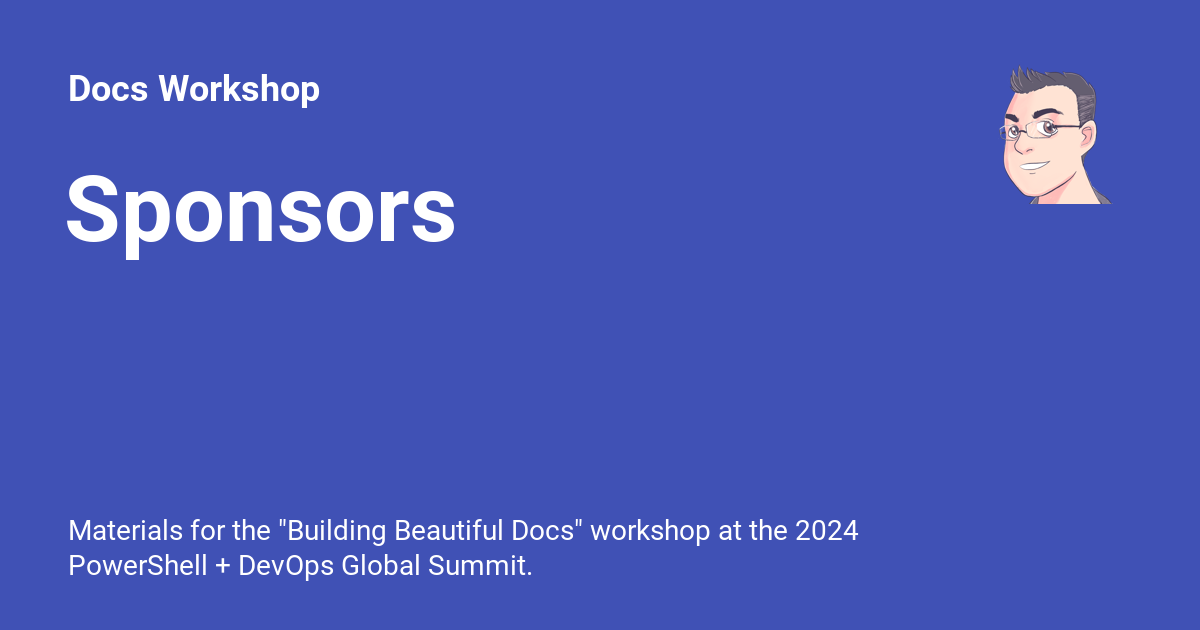 Docs Workshop
Sponsors
Materials for the "Building Beautiful Docs" workshop at the 2024
PowerShell + DevOps Global Summit.